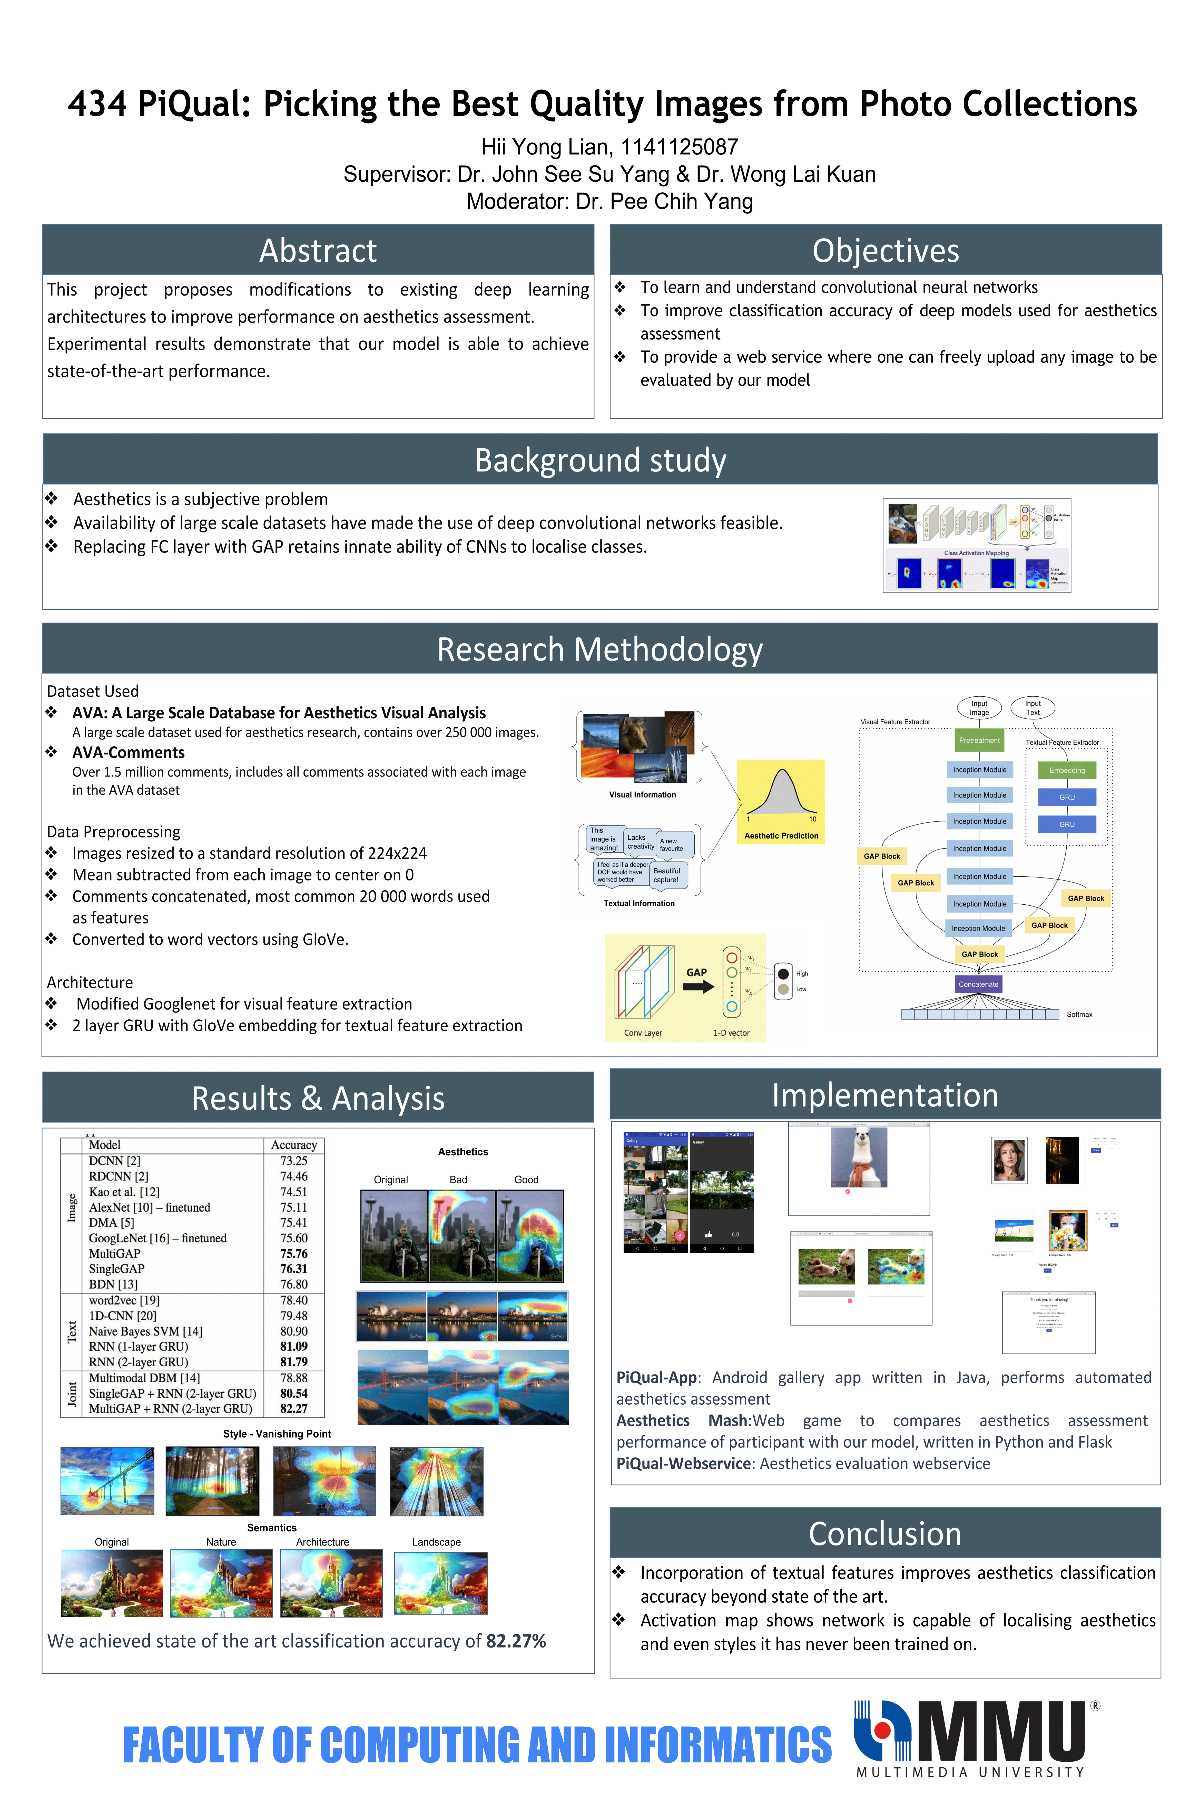 434 PiQual: Picking the Best Quality Images from Photo Collections
Hii Yong Lian, 1141125087
Supervisor: Dr. John See Su Yang & Dr. Wong Lai Kuan
Moderator: Dr. Pee Chih Yang
Abstract
This project proposes modifications to existing deep learning
architectures to improve performance on aesthetics assessment.
Experimental results demonstrate that our model is able to achieve
state-of-the-art performance.
Objectives
❖ To learn and understand convolutional neural networks
❖ To improve classification accuracy of deep models used for aesthetics
assessment
❖ To provide a web service where one can freely upload any image to be
evaluated by our model
Background study
❖ Aesthetics is a subjective problem
❖ Availability of large scale datasets have made the use of deep convolutional networks feasible.
❖ Replacing FC layer with GAP retains innate ability of CNNs to localise classes.
Class Activation Mapping
Class
Activation
Map
Research Methodology
Dataset Used
❖ AVA: A Large Scale Database for Aesthetics Visual Analysis
A large scale dataset used for aesthetics research, contains over 250 000 images.
❖ AVA-Comments
Over 1.5 million comments, includes all comments associated with each image
in the AVA dataset
Data Preprocessing
❖ Images resized to a standard resolution of 224x224
❖ Mean subtracted from each image to center on 0
❖ Comments concatenated, most common 20 000 words used
as features
❖ Converted to word vectors using GloVe.
Architecture
❖ Modified Googlenet for visual feature extraction
❖ 2 layer GRU with GloVe embedding for textual feature extraction
Visual Information
This
image is
amazing!
Lacks
creativity
A new
favourite
I feel as if a deeper
DOF would have
worked better
Beautiful
capture!
Textual Information
1 10
Aesthetic Prediction
GAP
Conv Layer
1-D vector
High
Low
Input
Image
Input
Text
Visual Feature Extractor
Textual Feature Extractor
Pretreatment
Inception Module
Inception Module
Inception Module
Inception Module
Inception Module
Inception Module
Inception Module
Embedding
GRU
GRU
GAP Block
GAP Block
GAP Block
GAP Block
GAP Block
Concatenate
Softmax
Results & Analysis
Model Accuracy
Image
DCNN [2] 73.25
RDCNN [2] 74.46
Kao et al. [12] 74.51
AlexNet [10] – finetuned 75.11
DMA [5] 75.41
GoogLeNet [16] – finetuned 75.60
MultiGAP 75.76
SingleGAP 76.31
BDN [13] 76.80
Text
word2vec [19] 78.40
1D-CNN [20] 79.48
Naive Bayes SVM [14] 80.90
RNN (1-layer GRU) 81.09
RNN (2-layer GRU) 81.79
Joint
Multimodal DBM [14] 78.88
SingleGAP + RNN (2-layer GRU) 80.54
MultiGAP + RNN (2-layer GRU) 82.27
Aesthetics
Original Bad Good
Style - Vanishing Point
Semantics
Original Nature Architecture Landscape
We achieved state of the art classification accuracy of 82.27%
Implementation
Gallery
Gallery
Thank you for playing!
PiQual-App: Android gallery app written in Java, performs automated
aesthetics assessment
Aesthetics Mash:Web game to compares aesthetics assessment
performance of participant with our model, written in Python and Flask
PiQual-Webservice: Aesthetics evaluation webservice
Conclusion
❖ Incorporation of textual features improves aesthetics classification
accuracy beyond state of the art.
❖ Activation map shows network is capable of localising aesthetics
and even styles it has never been trained on.
FACULTY OF COMPUTING AND INFORMATICS
MMU®
MULTIMEDIA UNIVERSITY